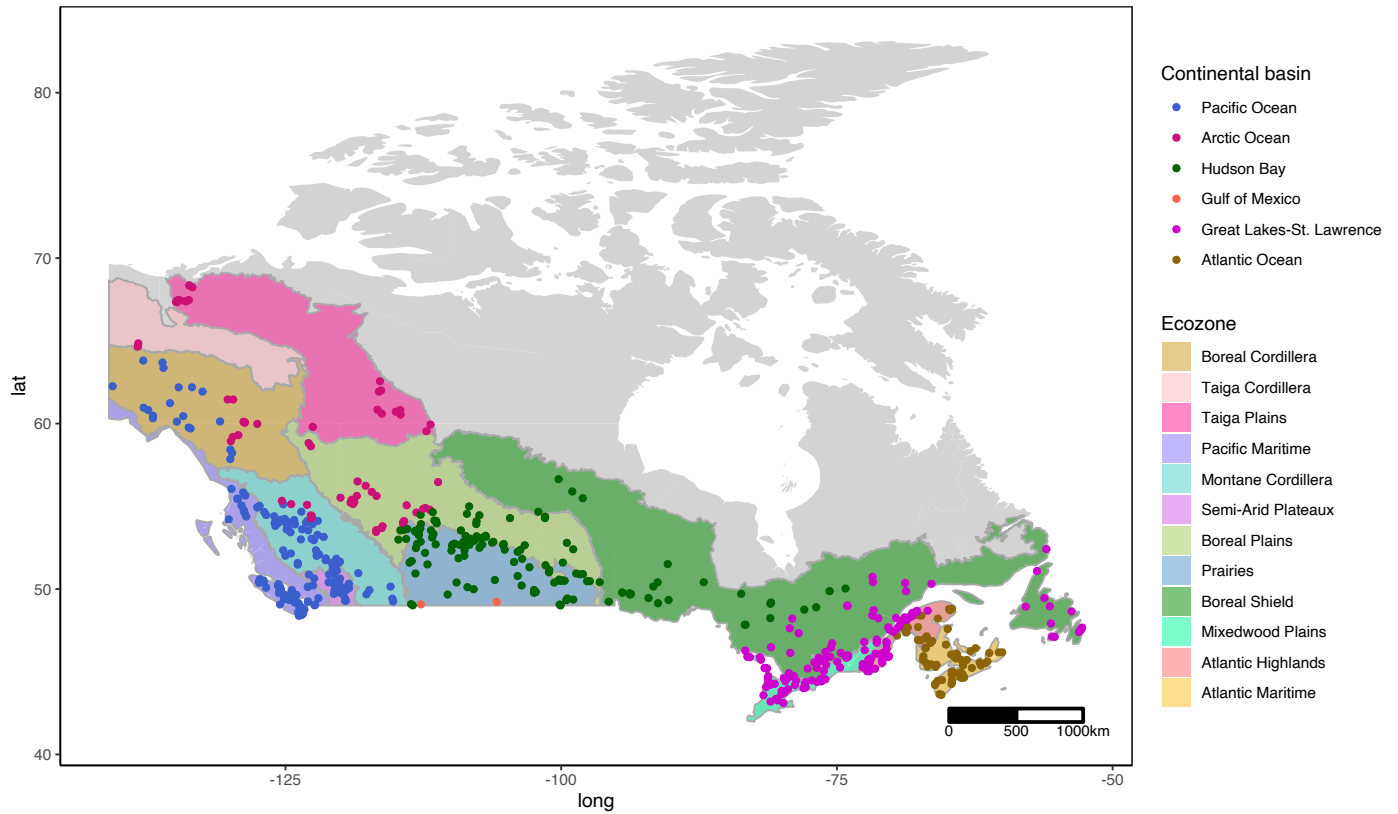 80
70
60
50
40
lat
-125
-100
-75
-50
long
0
500
1000km
Continental basin
Pacific Ocean
Arctic Ocean
Hudson Bay
Gulf of Mexico
Great Lakes-St. Lawrence
Atlantic Ocean
Ecozone
Boreal Cordillera
Taiga Cordillera
Taiga Plains
Pacific Maritime
Montane Cordillera
Semi-Arid Plateaux
Boreal Plains
Prairies
Boreal Shield
Mixedwood Plains
Atlantic Highlands
Atlantic Maritime